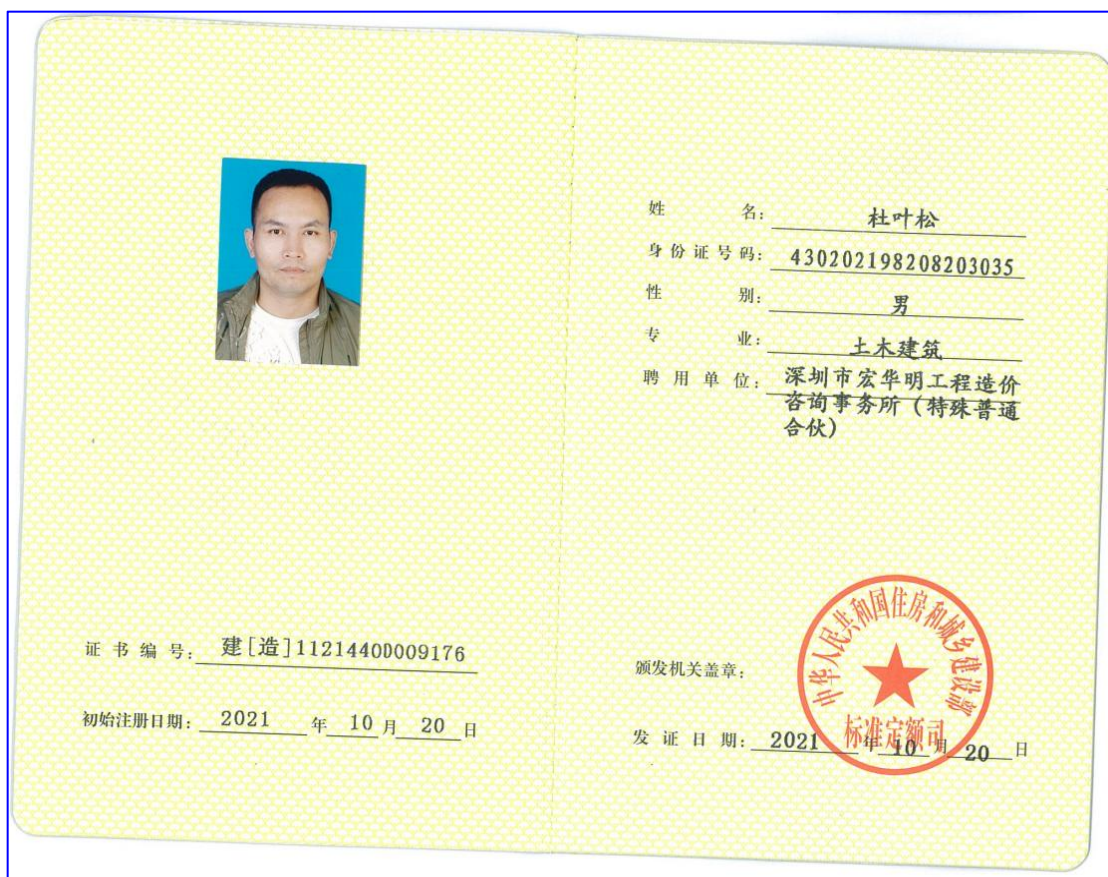 证书编号: 建[造]11214400009176
初始注册日期: 2021 年 10 月 20 日
姓名: 杜叶松
身份证号码: 430202198208203035
性别: 男
专业: 土木建筑
聘用单位: 深圳市宏华明工程造价
咨询事务所（特殊普通
合伙）
颁发机关盖章:
中华人民共和国住房和城乡建设部
标准定额司
发证日期: 2021 年 10 月 20 日